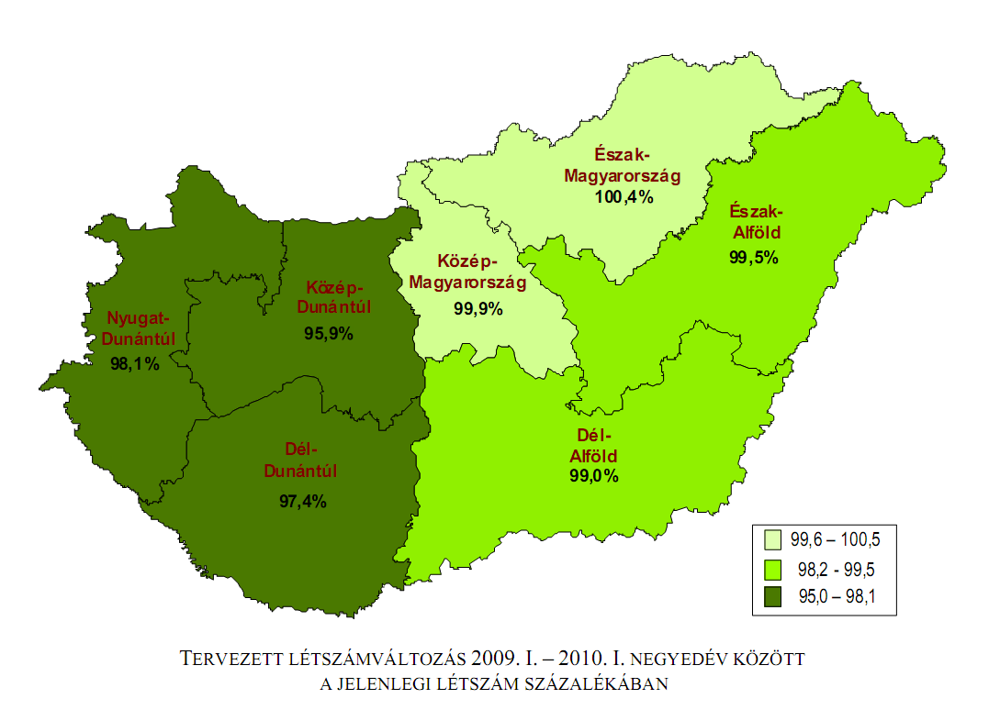 Észak-
Magyarország
100,4%
Észak-
Alföld
99,5%
Közép-
Magyarország
99,9%
Közép-
Dunántúl
95,9%
Nyugat-
Dunántúl
98,1%
Dél-
Alföld
99,0%
Dél-
Dunántúl
97,4%
99,6 – 100,5
98,2 - 99,5
95,0 – 98,1
TERVEZETT LÉTSZÁMVÁLTOZÁS 2009. I. – 2010. I. NEGYEDÉV KÖZÖTT
A JELENLEGI LÉTSZÁM SZÁZALÉKÁBAN